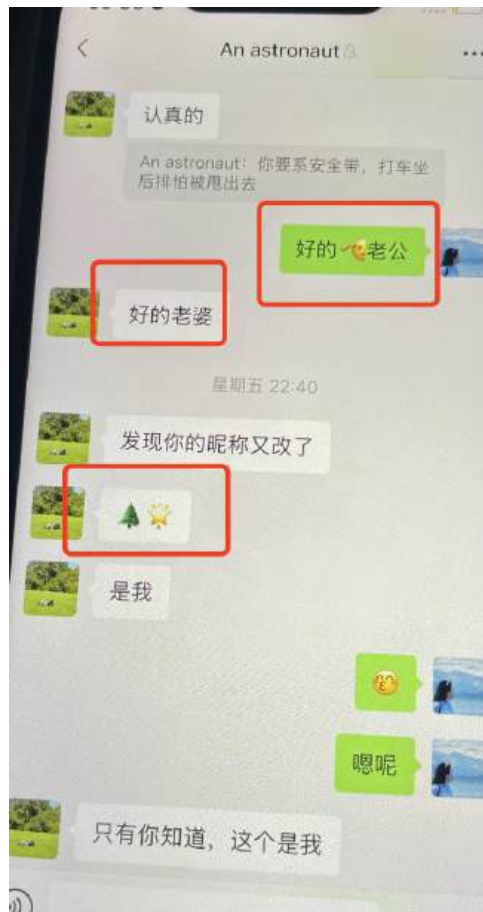 An astronaut
认真的
An astronaut：你要系安全带，打车坐
后排怕被甩出去
好的老公
好的老婆
星期五 22:40
发现你的昵称又改了
是我
嗯呢
只有你知道，这个是我